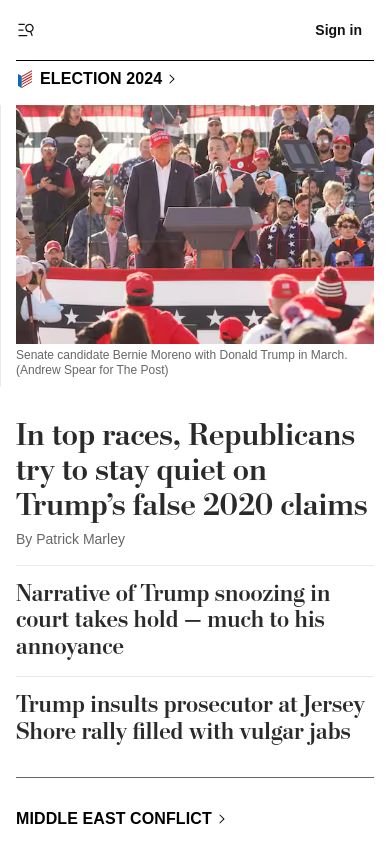 Sign in
ELECTION 2024
Senate candidate Bernie Moreno with Donald Trump in March.
(Andrew Spear for The Post)
In top races, Republicans
try to stay quiet on
Trump’s false 2020 claims
By Patrick Marley
Narrative of Trump snoozing in
court takes hold — much to his
annoyance
Trump insults prosecutor at Jersey
Shore rally filled with vulgar jabs
MIDDLE EAST CONFLICT